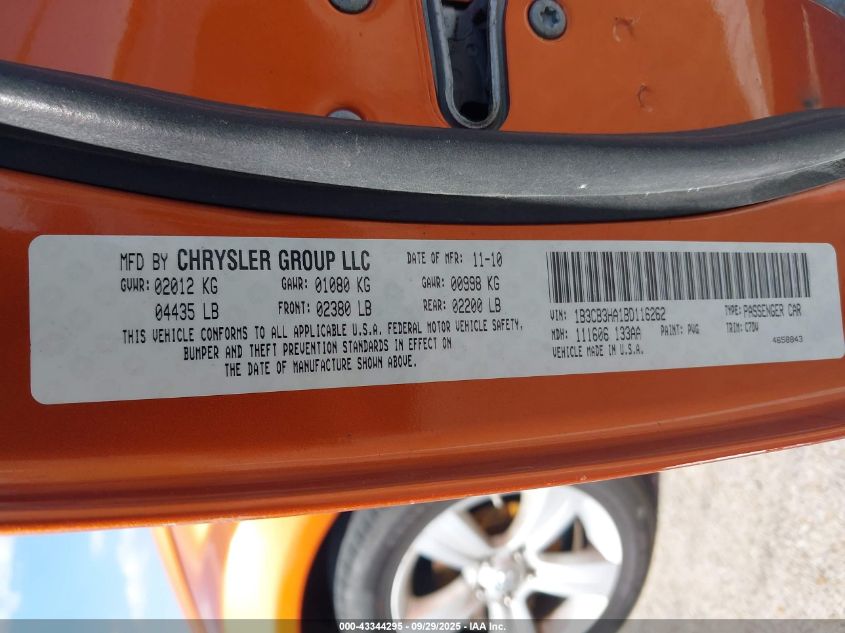 MFD BY CHRYSLER GROUP LLC DATE OF MFR: 11-10
GVWR: 02012 KG GAWR: 01080 KG GAWR: 00998 KG
04435 LB FRONT: 02380 LB REAR: 02200 LB
THIS VEHICLE CONFORMS TO ALL APPLICABLE U.S.A. FEDERAL MOTOR VEHICLE SAFETY,
BUMPER AND THEFT PREVENTION STANDARDS IN EFFECT ON
THE DATE OF MANUFACTURE SHOWN ABOVE.
VIN: 1B3CB3HA1BD116262 TYPE: PASSENGER CAR
MDH: 111606 133AA PAINT: PVG TRIM: C7DV
VEHICLE MADE IN U.S.A. 4658843
000-43344295 - 09/29/2025 - IAA Inc.